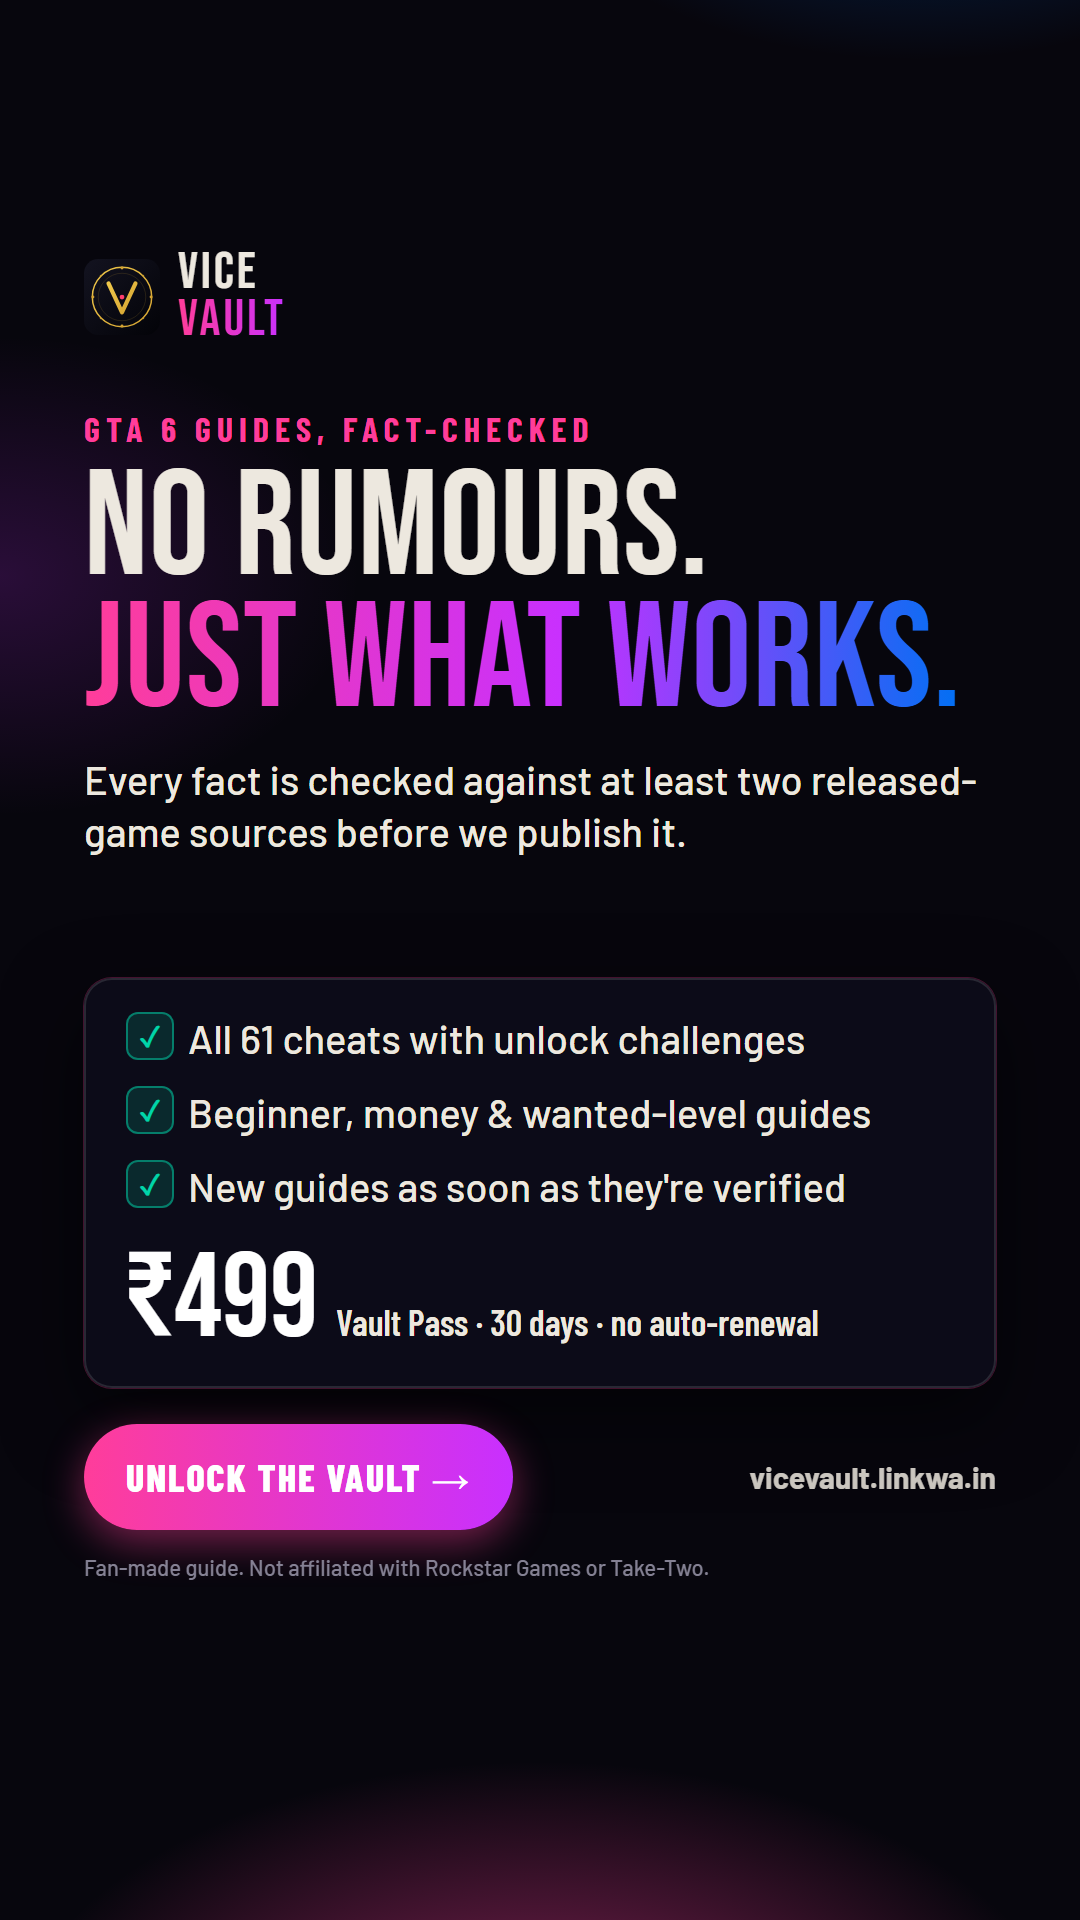 VICE
VAULT
GTA 6 GUIDES, FACT-CHECKED
NO RUMOURS.
JUST WHAT WORKS.
Every fact is checked against at least two released-
game sources before we publish it.
✓ All 61 cheats with unlock challenges
✓ Beginner, money & wanted-level guides
✓ New guides as soon as they're verified
₹499 Vault Pass · 30 days · no auto-renewal
UNLOCK THE VAULT →
vicevault.linkwa.in
Fan-made guide. Not affiliated with Rockstar Games or Take-Two.